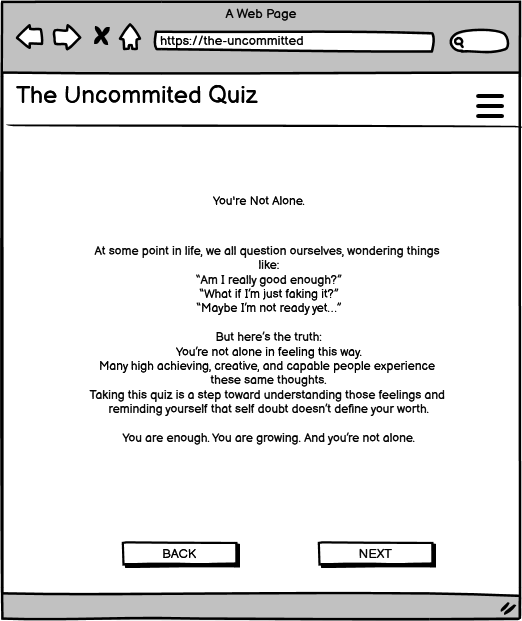 A Web Page
https://the-uncommitted
The Uncommited Quiz
You're Not Alone.
At some point in life, we all question ourselves, wondering things
like:
“Am I really good enough?”
“What if I’m just faking it?”
“Maybe I’m not ready yet...”
But here’s the truth:
You’re not alone in feeling this way.
Many high achieving, creative, and capable people experience
these same thoughts.
Taking this quiz is a step toward understanding those feelings and
reminding yourself that self doubt doesn’t define your worth.
You are enough. You are growing. And you’re not alone.
BACK
NEXT